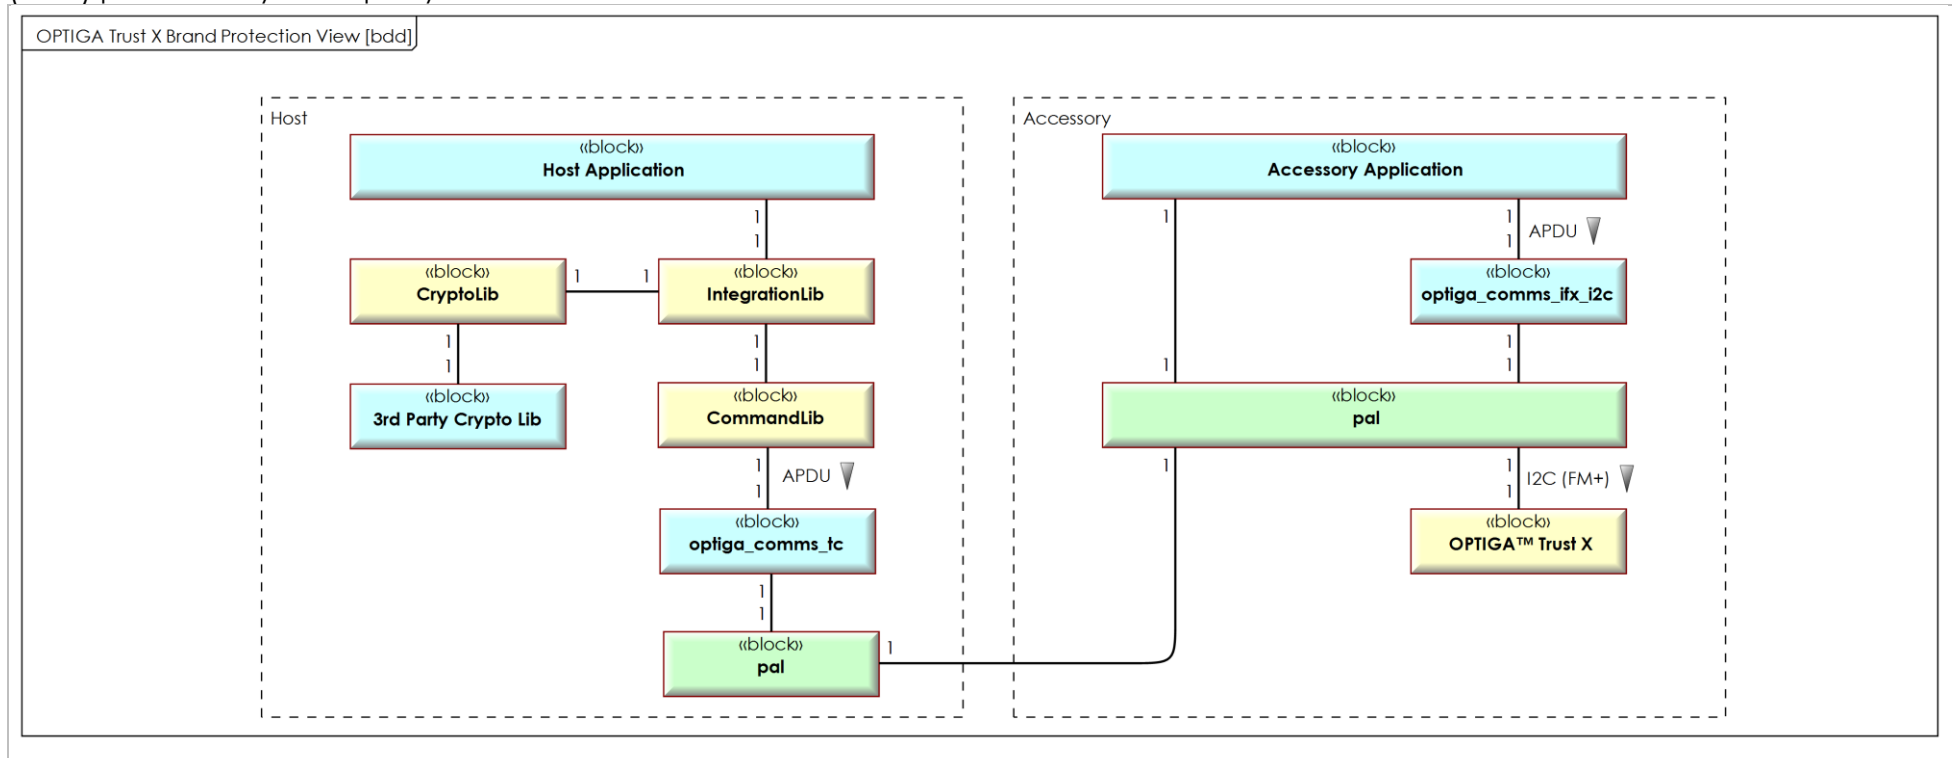 OPTIGA Trust X Brand Protection View [bdd]
Host
«block»
Host Application
1
1
«block»
CryptoLib
1
1
«block»
IntegrationLib
1
1
1
1
«block»
3rd Party Crypto Lib
«block»
CommandLib
1
1
APDU
«block»
optiga_comms_tc
1
1
«block»
pal
1
Accessory
«block»
Accessory Application
1
1
1
APDU
«block»
optiga_comms_ifx_i2c
1
1
1
«block»
pal
1
1
1
I2C (FM+)
«block»
OPTIGA™ Trust X